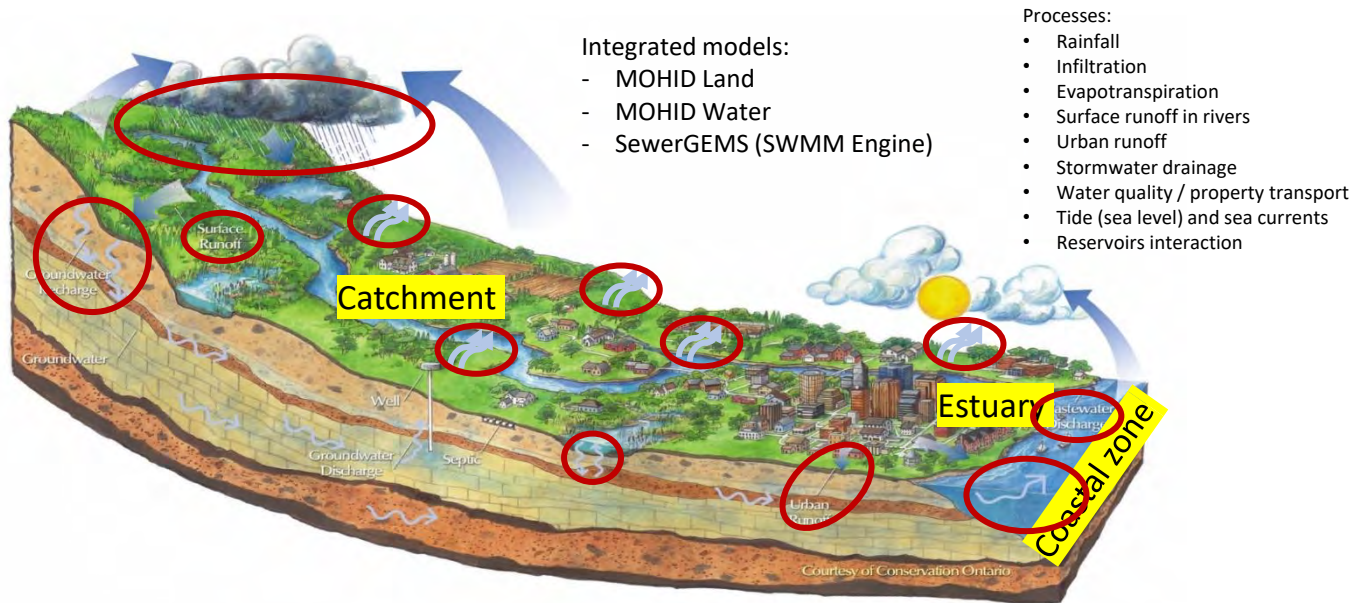 Integrated models:
- MOHID Land
- MOHID Water
- SewerGEMS (SWMM Engine)
Processes:
• Rainfall
• Infiltration
• Evapotranspiration
• Surface runoff in rivers
• Urban runoff
• Stormwater drainage
• Water quality / property transport
• Tide (sea level) and sea currents
• Reservoirs interaction
Surface
Runoff
Groundwater
Recharge
Catchment
Groundwater
Well
Estuary
Wastewater
Discharge
Coastal zone
Groundwater
Discharge
Septic
Urban
Runoff
Courtesy of Conservation Ontario